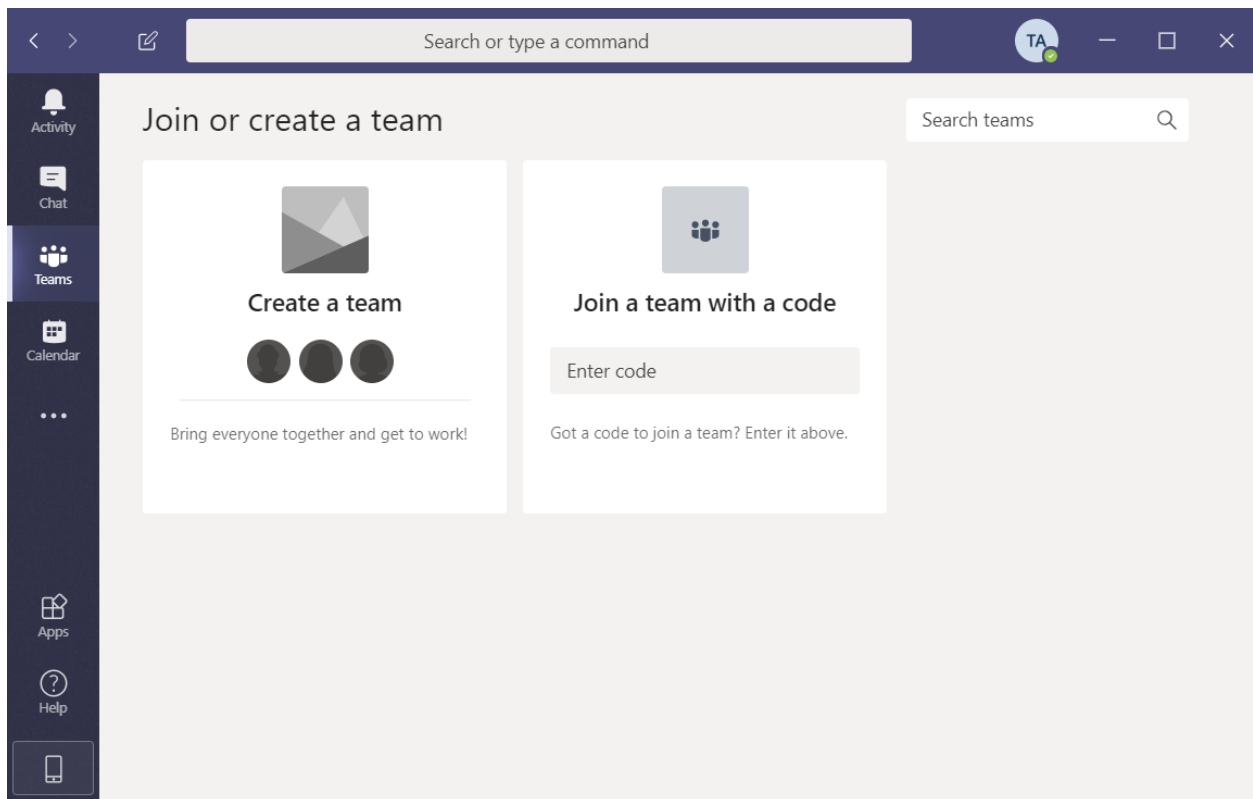 Search or type a command
TA
Activity
Chat
Teams
Calendar
Apps
Help
Join or create a team
Search teams
Create a team
Bring everyone together and get to work!
Join a team with a code
Enter code
Got a code to join a team? Enter it above.